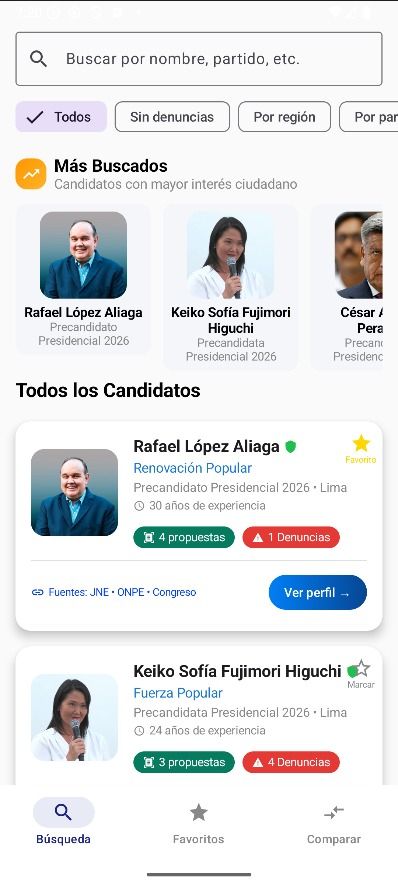 7:20
Buscar por nombre, partido, etc.
Todos
Sin denuncias
Por región
Por par
Más Buscados
Candidatos con mayor interés ciudadano
Rafael López Aliaga
Precandidato
Presidencial 2026
Keiko Sofía Fujimori
Higuchi
Precandidata
Presidencial 2026
César A
Pera
Precan
Presidenc
Todos los Candidatos
Rafael López Aliaga
Favorito
Renovación Popular
Precandidato Presidencial 2026 • Lima
30 años de experiencia
4 propuestas
1 Denuncias
Fuentes: JNE • ONPE • Congreso
Ver perfil →
Keiko Sofía Fujimori Higuchi
Marcar
Fuerza Popular
Precandidata Presidencial 2026 • Lima
24 años de experiencia
3 propuestas
4 Denuncias
Búsqueda
Favoritos
Comparar